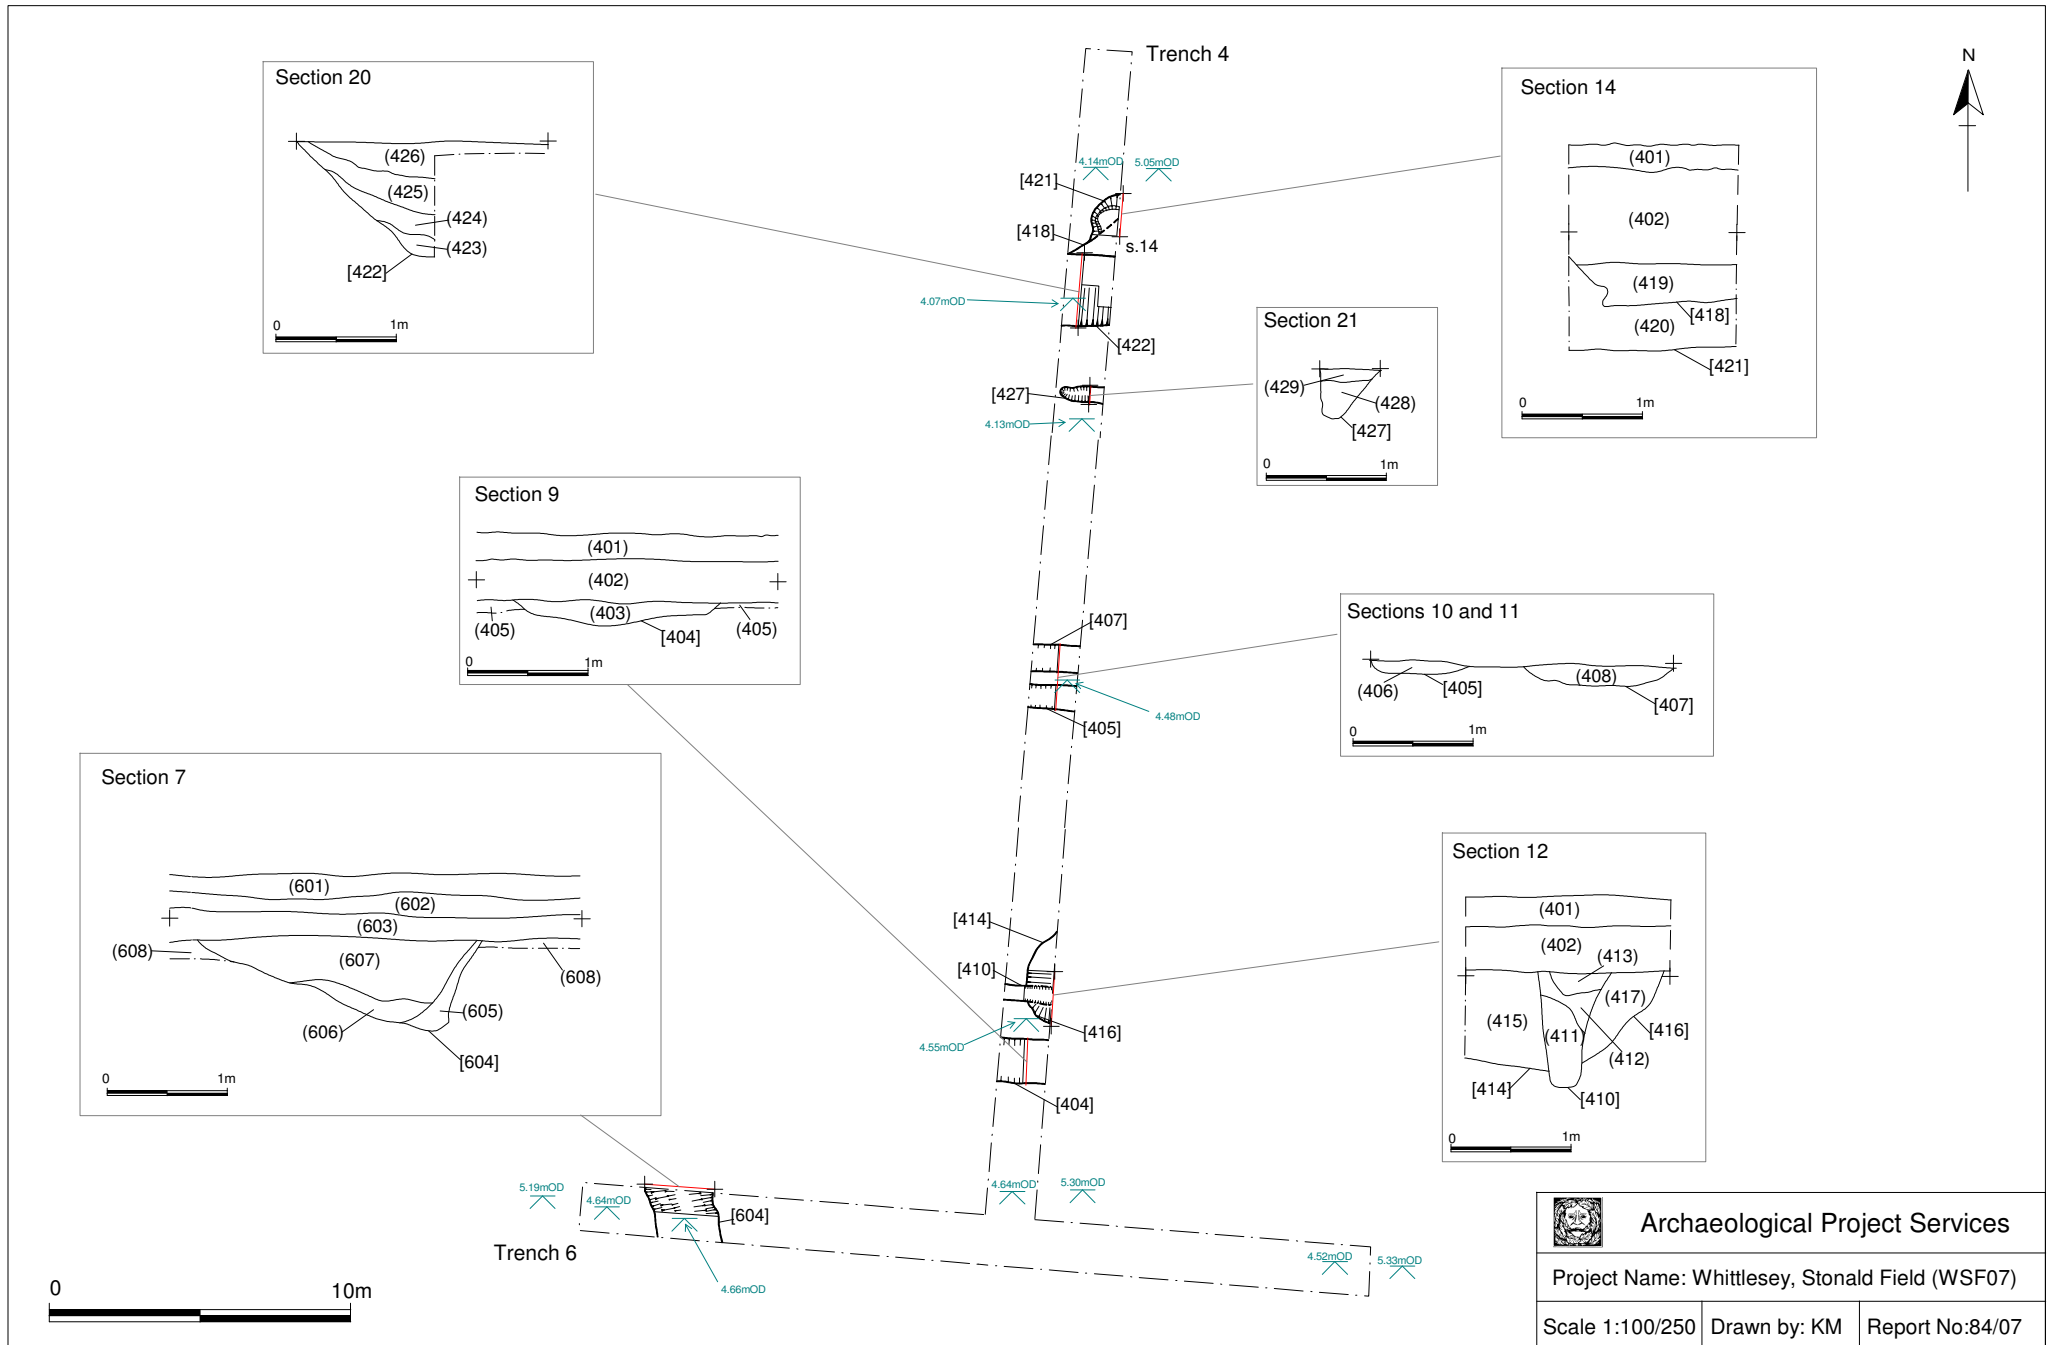 Trench 4
N
Section 20
(426)
(425)
(424)
(423)
[422]
0 1m
Section 14
(401)
(402)
(419)
[418]
(420)
[421]
0 1m
4.14mOD 5.05mOD
[421]
[418]
s.14
4.07mOD
[422]
[427]
4.13mOD
Section 21
(429)
(428)
[427]
0 1m
Section 9
(401)
(402)
(403)
(405) [404] (405)
0 1m
[407]
4.48mOD
[405]
Sections 10 and 11
(406) [405] (408)
[407]
0 1m
Section 7
(601)
(602)
(603)
(608) (607) (608)
(606) (605)
[604]
0 1m
[414]
[410]
[416]
4.55mOD
[404]
Section 12
(401)
(402)
(413)
(417)
(415) (411) [416]
(412)
[414] [410]
0 1m
5.19mOD 4.64mOD
[604]
4.64mOD 5.30mOD
Trench 6
4.66mOD
4.52mOD 5.33mOD
0 10m
Archaeological Project Services
Project Name: Whittlesey, Stonald Field (WSF07)
Scale 1:100/250 Drawn by: KM Report No:84/07